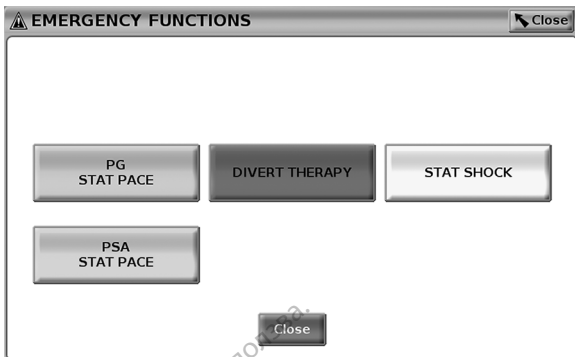 EMERGENCY FUNCTIONS
Close
PG
STAT PACE
DIVERT THERAPY
STAT SHOCK
PSA
STAT PACE
Close